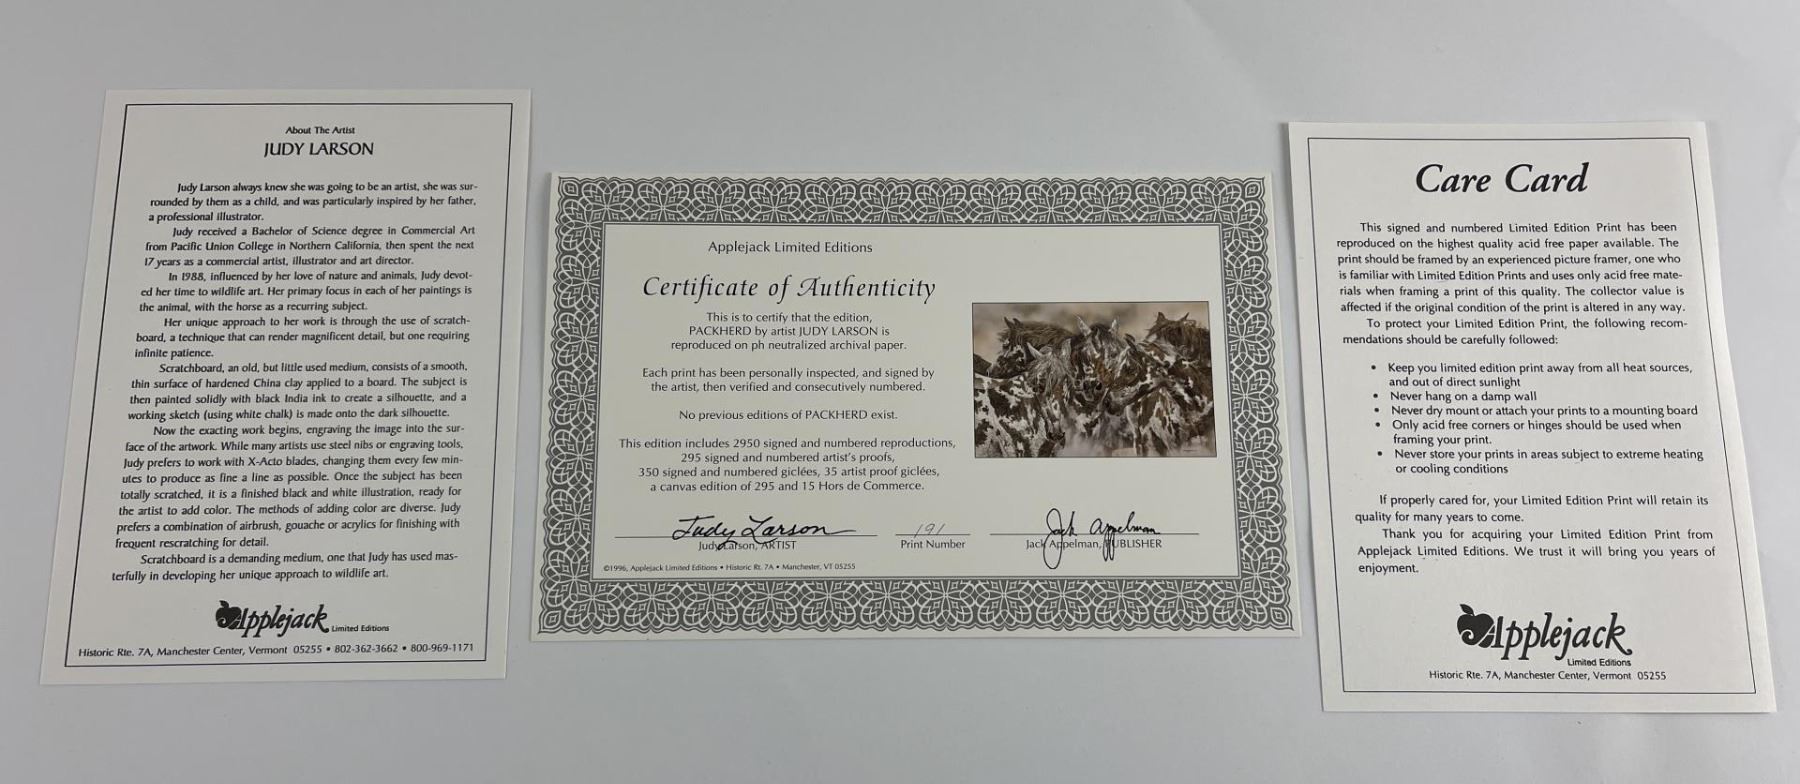 About The Artist
JUDY LARSON
Judy Larson always knew she was going to be an artist, she was sur-
rounded by them as a child, and was particularly inspired by her father,
a professional illustrator.
Judy received a Bachelor of Science degree in Commercial Art
from Pacific Union College in Northern California, then spent the next
17 years as a commercial artist, illustrator and art director.
In 1988, influenced by her love of nature and animals, Judy devot-
ed her time to wildlife art. Her primary focus in each of her paintings is
the animal, with the horse as a recurring subject.
Her unique approach to her work is through the use of scratch-
board, a technique that can render magnificent detail, but one requiring
infinite patience.
Scratchboard, an old, but little used medium, consists of a smooth,
thin surface of hardened China clay applied to a board. The subject is
then painted solidly with black India ink to create a silhouette, and a
working sketch (using white chalk) is made onto the dark silhouette.
Now the exacting work begins, engraving the image into the sur-
face of the artwork. While many artists use steel nibs or engraving tools,
Judy prefers to work with X-Acto blades, changing them every few min-
utes to produce as fine a line as possible. Once the subject has been
totally scratched, it is a finished black and white illustration, ready for
the artist to add color. The methods of adding color are diverse. Judy
prefers a combination of airbrush, gouache or acrylics for finishing with
frequent rescratching for detail.
Scratchboard is a demanding medium, one that Judy has used mas-
terfully in developing her unique approach to wildlife art.
Applejack
Limited Editions
Historic Rte. 7A, Manchester Center, Vermont 05255 • 802-362-3662 • 800-969-1171
Applejack Limited Editions
Certificate of Authenticity
This is to certify that the edition,
PACKHERD by artist JUDY LARSON is
reproduced on ph neutralized archival paper.
Each print has been personally inspected, and signed by
the artist, then verified and consecutively numbered.
No previous editions of PACKHERD exist.
This edition includes 2950 signed and numbered reproductions,
295 signed and numbered artist's proofs,
350 signed and numbered giclées, 35 artist proof giclées,
a canvas edition of 295 and 15 Hors de Commerce.
Judy Larson
191
Jack Appelman
Judy Larson, ARTIST
Print Number
Jack Appelman, PUBLISHER
©1996, Applejack Limited Editions • Historic Rt. 7A • Manchester, VT 05255
Care Card
This signed and numbered Limited Edition Print has been
reproduced on the highest quality acid free paper available. The
print should be framed by an experienced picture framer, one who
is familiar with Limited Edition Prints and uses only acid free mate-
rials when framing a print of this quality. The collector value is
affected if the original condition of the print is altered in any way.
To protect your Limited Edition Print, the following recom-
mendations should be carefully followed:
• Keep you limited edition print away from all heat sources,
and out of direct sunlight
• Never hang on a damp wall
• Never dry mount or attach your prints to a mounting board
• Only acid free corners or hinges should be used when
framing your print.
• Never store your prints in areas subject to extreme heating
or cooling conditions
If properly cared for, your Limited Edition Print will retain its
quality for many years to come.
Thank you for acquiring your Limited Edition Print from
Applejack Limited Editions. We trust it will bring you years of
enjoyment.
Applejack
Limited Editions
Historic Rte. 7A, Manchester Center, Vermont 05255